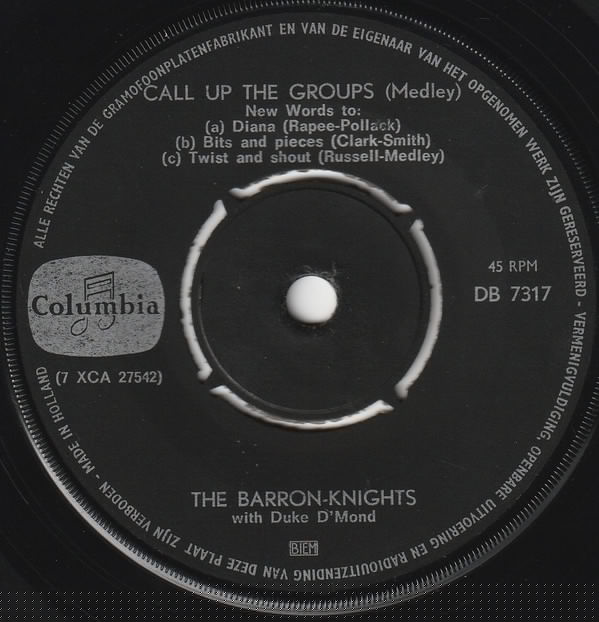 ALLE RECHTEN VAN DE GRAMOFOONPLATENFABRIKANT EN VAN DE EIGENAAR VAN HET OPGENOMEN WERK ZIJN GERESERVEERD - VERMENIGVULDIGING, OPENBARE UITVOERING EN RADIOUITZENDING VAN DEZE PLAAT ZIJN VERBODEN - MADE IN HOLLAND
CALL UP THE GROUPS (Medley)
New Words to:
(a) Diana (Rapee-Pollack)
(b) Bits and pieces (Clark-Smith)
(c) Twist and shout (Russell-Medley)
45 RPM
DB 7317
Columbia
(7 XCA 27542)
THE BARRON-KNIGHTS
with Duke D'Mond
BIEM